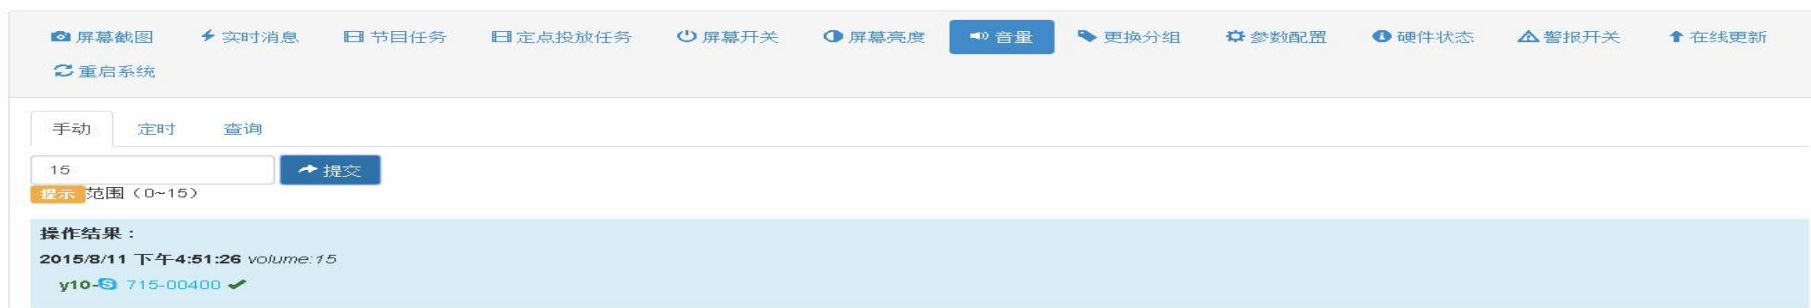 屏幕截图 实时消息 节目任务 定点投放任务 屏幕开关 屏幕亮度 音量 更换分组 参数配置 硬件状态 警报开关 在线更新
重启系统
手动 定时 查询
15 提交
提示 范围（0~15）
操作结果：
2015/8/11 下午4:51:26 volume:15
y10- 715-00400